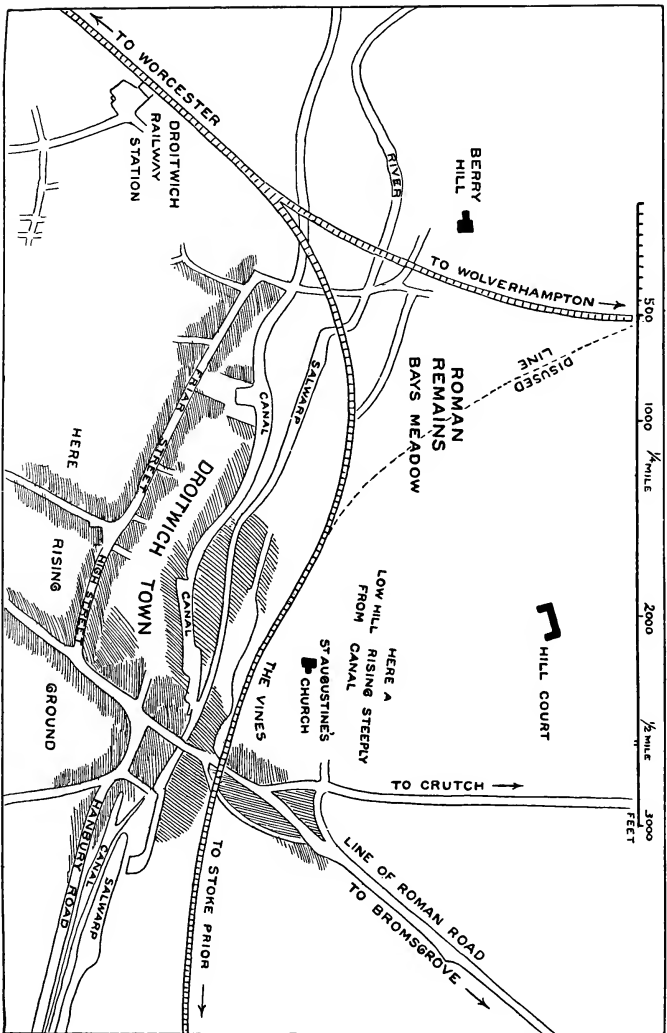 TO WORCESTER
DROITWICH
RAILWAY
STATION
RIVER
BERRY
HILL
TO WOLVERHAMPTON
500
1000
¼ MILE
2000
½ MILE
3000
FEET
DISUSED
LINE
ROMAN
REMAINS
BAYS MEADOW
SALWARP
CANAL
FRIAR STREET
DROITWICH
TOWN
HERE
RISING
GROUND
HIGH STREET
CANAL
LOW HILL HERE A
FROM RISING STEEPLY
CANAL
ST AUGUSTINE'S
CHURCH
THE VINES
HILL COURT
TO CRUTCH
LINE OF ROMAN ROAD
TO BROMSGROVE
TO STOKE PRIOR
SALWARP
CANAL
HANBURY ROAD